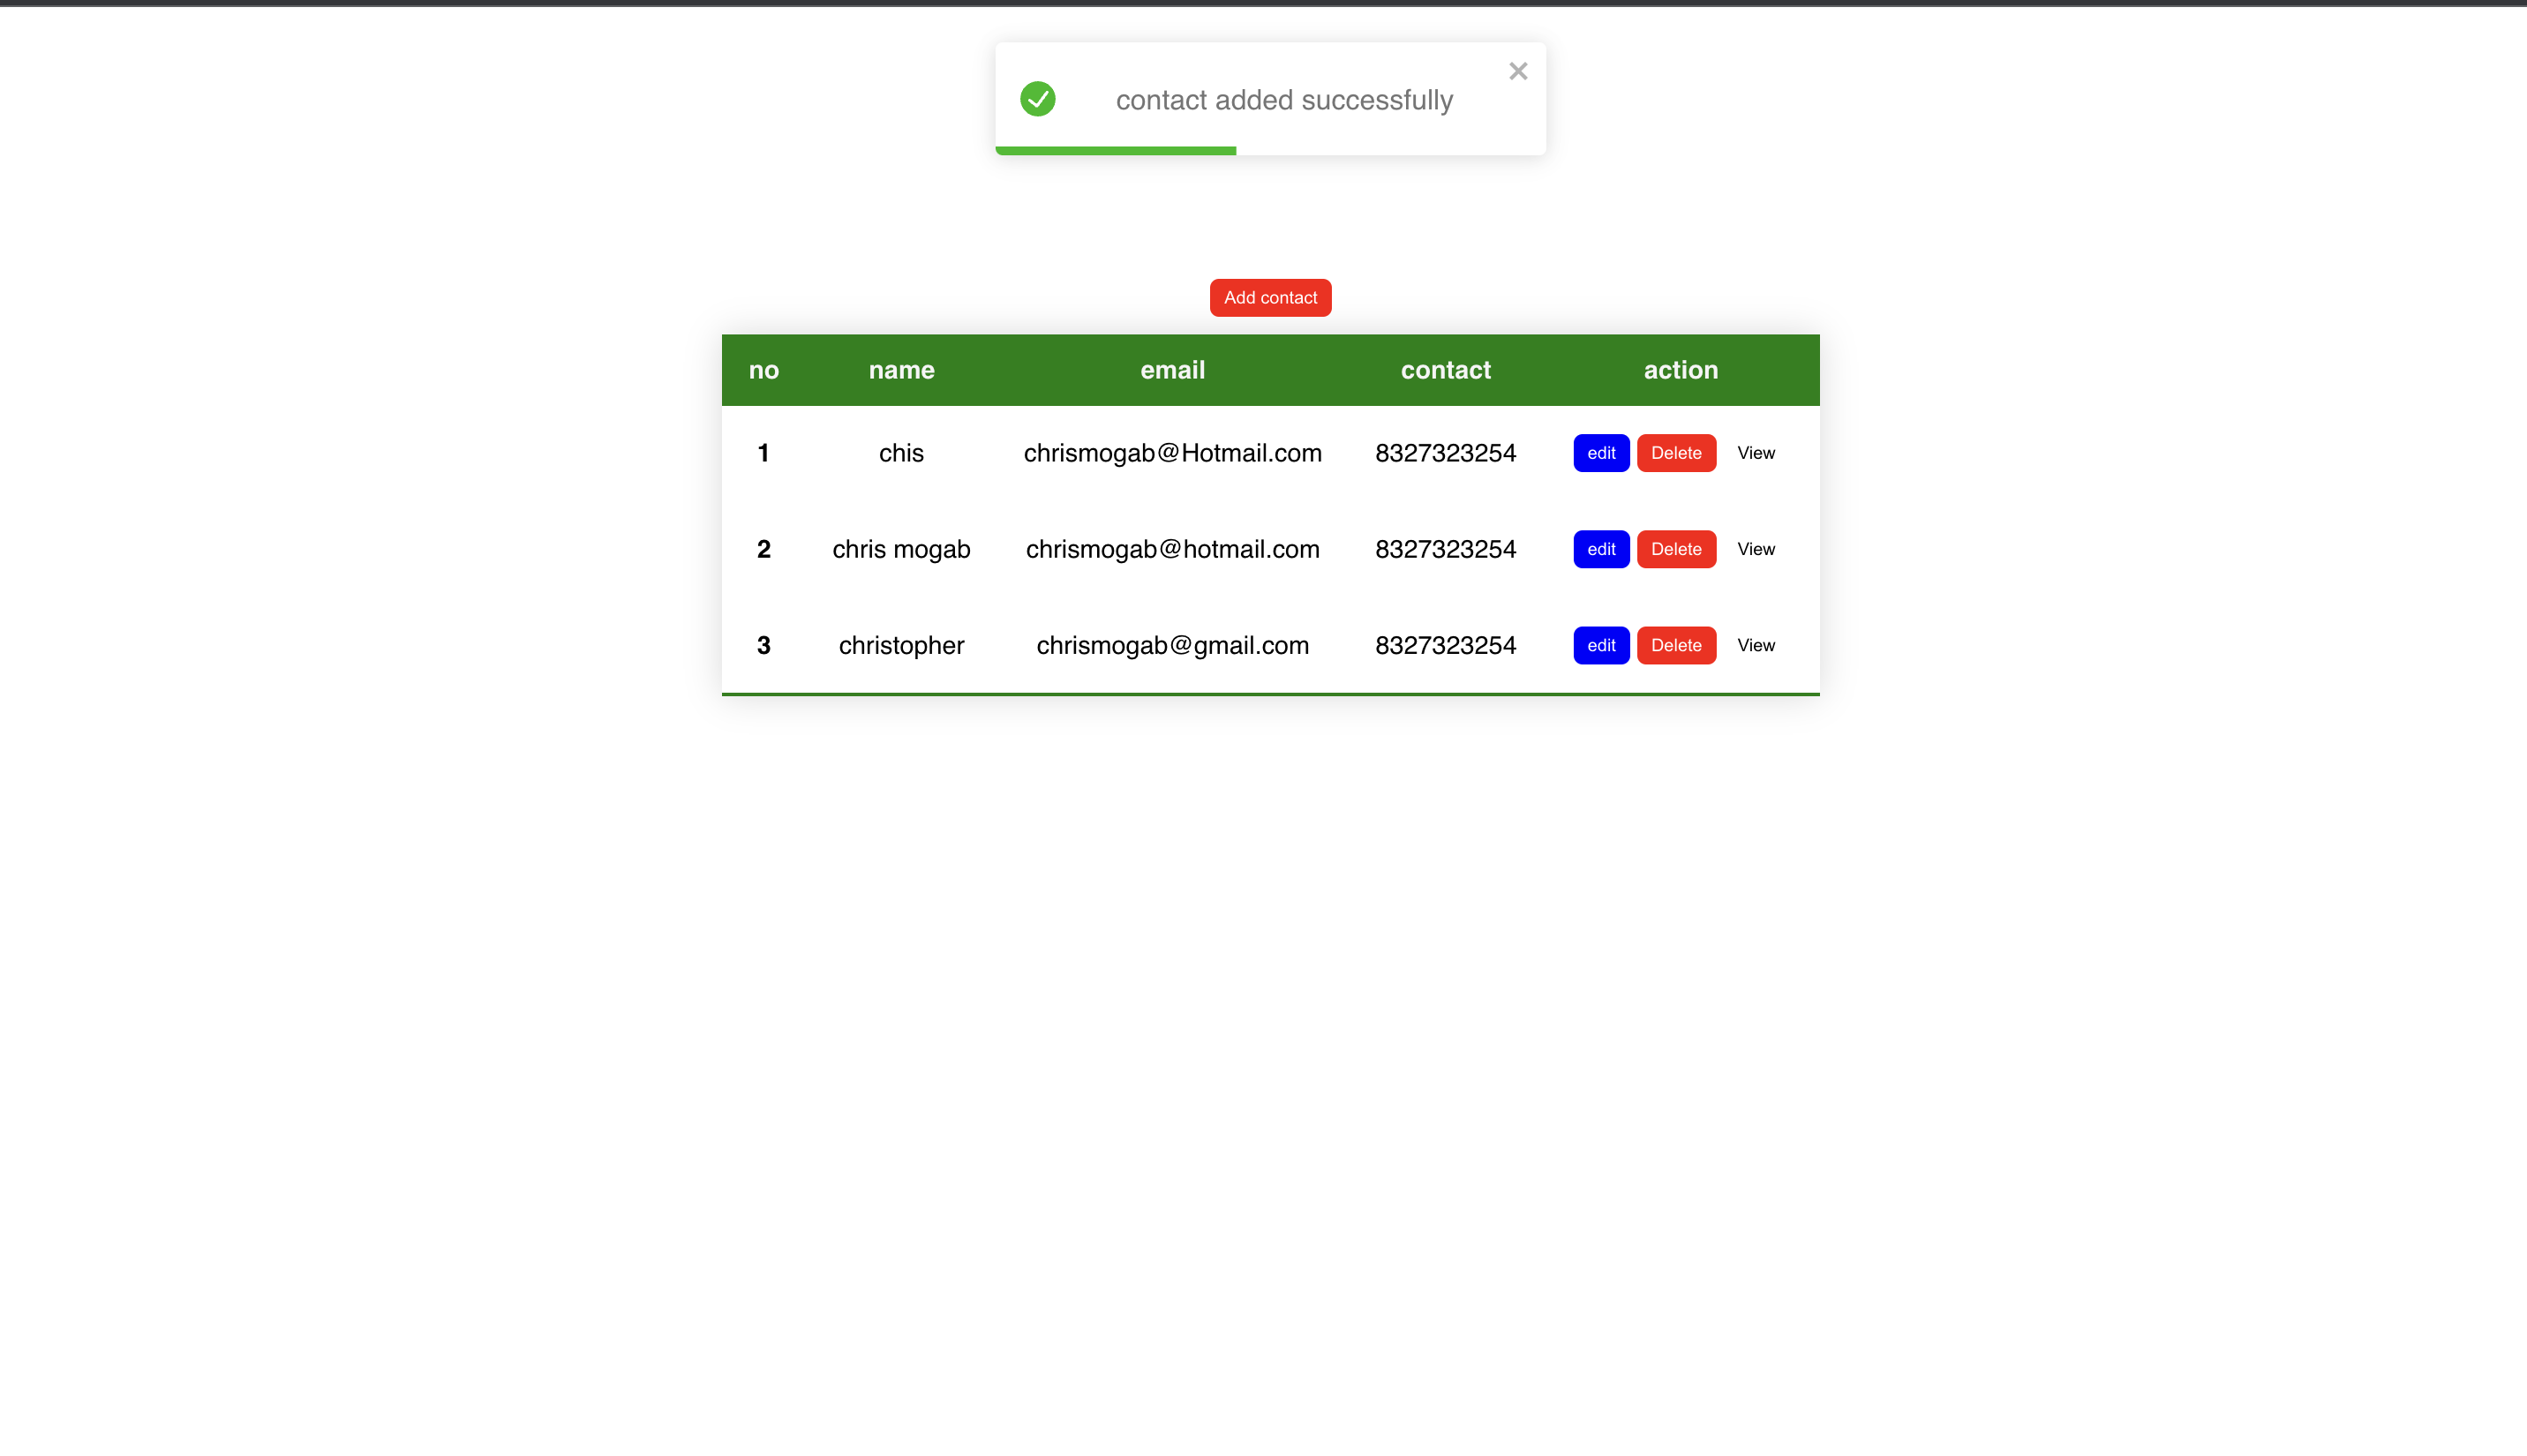 contact added successfully
Add contact
no name email contact action
1 chis chrismogab@Hotmail.com 8327323254 edit Delete View
2 chris mogab chrismogab@hotmail.com 8327323254 edit Delete View
3 christopher chrismogab@gmail.com 8327323254 edit Delete View